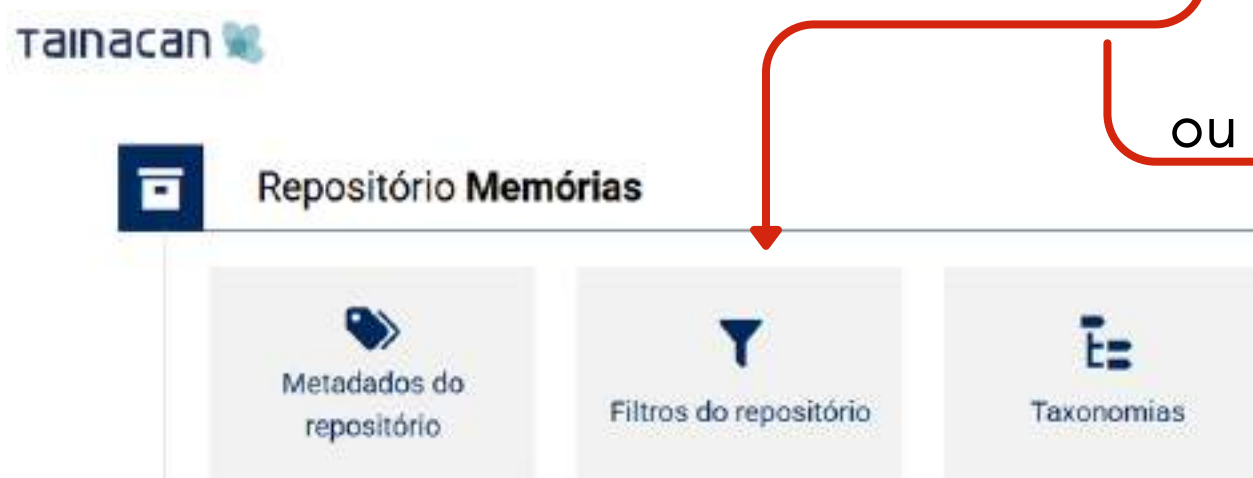 Tainacan
ou
Repositório Memórias
Metadados do
repositório
Filtros do repositório
Taxonomias